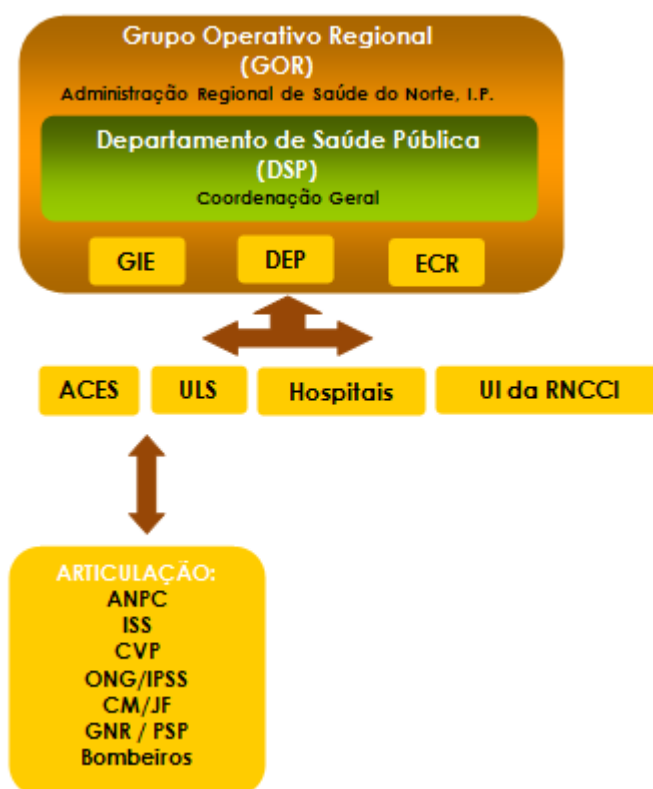 Grupo Operativo Regional
(GOR)
Administração Regional de Saúde do Norte, I.P.
Departamento de Saúde Pública
(DSP)
Coordenação Geral
GIE
DEP
ECR
ACES
ULS
Hospitais
UI da RNCCI
ARTICULAÇÃO:
ANPC
ISS
CVP
ONG/IPSS
CM/JF
GNR / PSP
Bombeiros